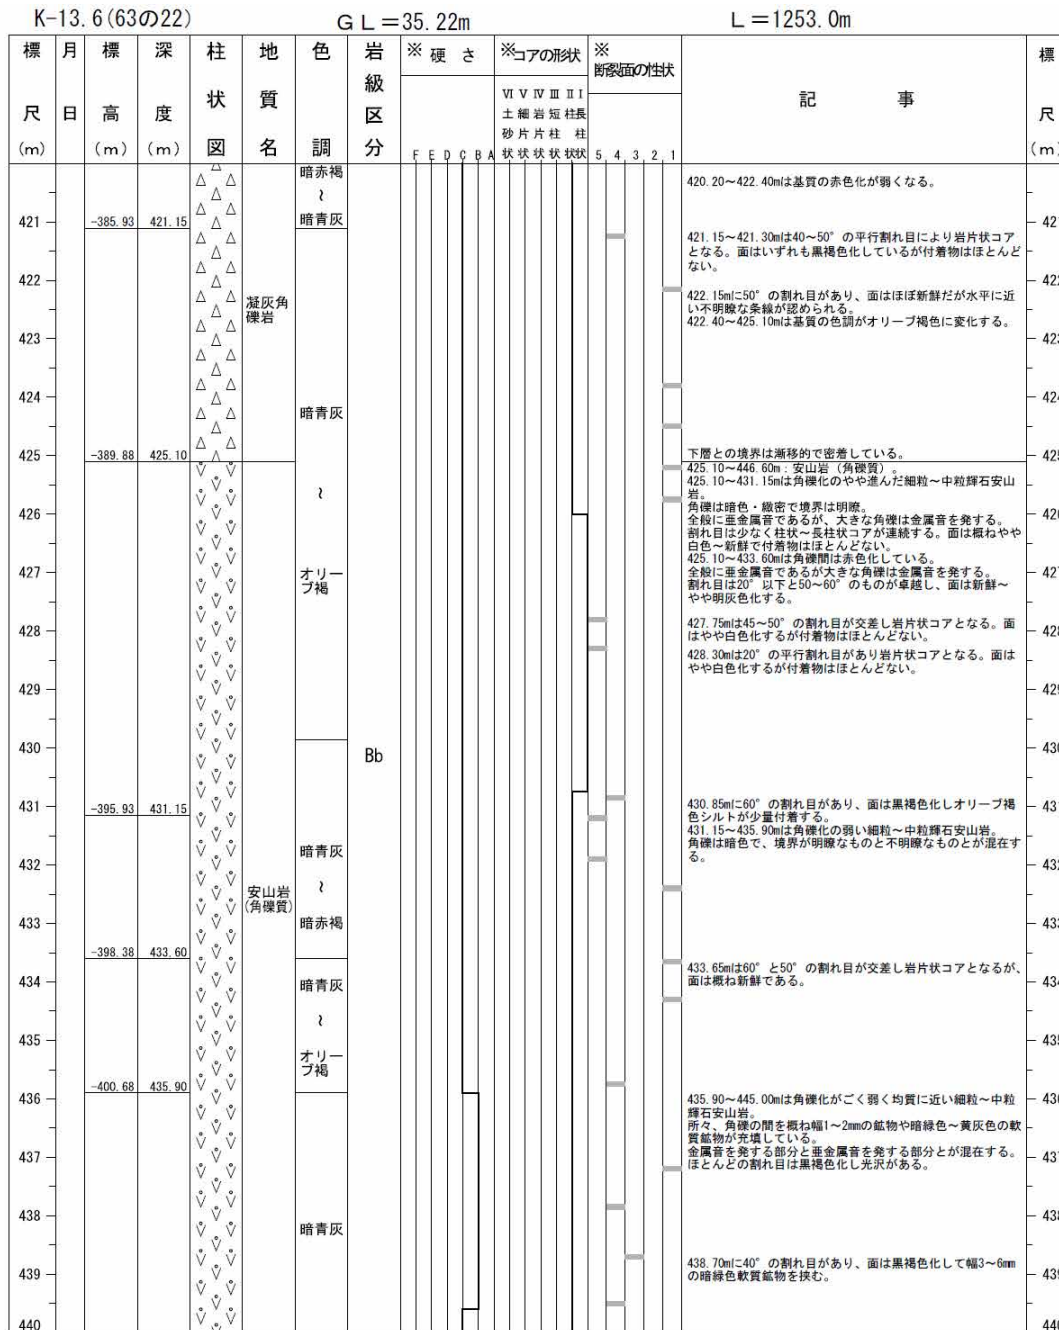 K-13.6(63の22)
GL=35.22m
L=1253.0m
標尺(m)
月日
標高(m)
深度(m)
柱状図
地質名
色調
岩級区分
※硬さ
※コアの形状
※断裂面の性状
記事
標尺(m)
F E D C B A
Ⅵ土砂状
Ⅴ細片状
Ⅳ岩片状
Ⅲ短柱状
Ⅱ柱状
Ⅰ長柱状
5 4 3 2 1
暗赤褐
~
暗青灰
420.20~422.40mは基質の赤色化が弱くなる。
421
-385.93 421.15
421.15~421.30mは40~50°の平行割れ目により岩片状コア
となる。面はいずれも黒褐色化しているが付着物はほとんど
ない。
422
凝灰角
礫岩
422.15mに50°の割れ目があり、面はほぼ新鮮だが水平に近
い不明瞭な条線が認められる。
422.40~425.10mは基質の色調がオリーブ褐色に変化する。
423
424
暗青灰
425
-389.88 425.10
下層との境界は漸移的で密着している。
425.10~446.60m:安山岩(角礫質)。
425.10~431.15mは角礫化のやや進んだ細粒~中粒輝石安山
岩。
角礫は暗色・緻密で境界は明瞭。
全般に亜金属音であるが、大きな角礫は金属音を発する。
割れ目は少なく柱状~長柱状コアが連続する。面は概ねやや
白色~新鮮で付着物はほとんどない。
425.10~433.60mは角礫間は赤色化している。
全般に亜金属音であるが大きな角礫は金属音を発する。
割れ目は20°以下と50~60°のものが卓越し、面は新鮮~
やや明灰色化する。
~
426
427
オリー
ブ褐
427.75mは45~50°の割れ目が交差し岩片状コアとなる。面
はやや白色化するが付着物はほとんどない。
428
428.30mは20°の平行割れ目があり岩片状コアとなる。面は
やや白色化するが付着物はほとんどない。
429
430
Bb
431
-395.93 431.15
430.85mに60°の割れ目があり、面は黒褐色化しオリーブ褐
色シルトが少量付着する。
431.15~435.90mは角礫化の弱い細粒~中粒輝石安山岩。
角礫は暗色で、境界が明瞭なものと不明瞭なものとが混在す
る。
432
暗青灰
~
暗赤褐
安山岩
(角礫質)
433
-398.38 433.60
433.65mは60°と50°の割れ目が交差し岩片状コアとなるが、
面は概ね新鮮である。
434
暗青灰
~
オリー
ブ褐
435
-400.68 435.90
436
435.90~445.00mは角礫化がごく弱く均質に近い細粒~中粒
輝石安山岩。
所々、角礫の間を概ね幅1~2mmの鉱物や暗緑色~黄灰色の軟
質鉱物が充填している。
金属音を発する部分と亜金属音を発する部分とが混在する。
ほとんどの割れ目は黒褐色化し光沢がある。
437
438
暗青灰
438.70mに40°の割れ目があり、面は黒褐色化して幅3~6mm
の暗緑色軟質鉱物を挟む。
439
440